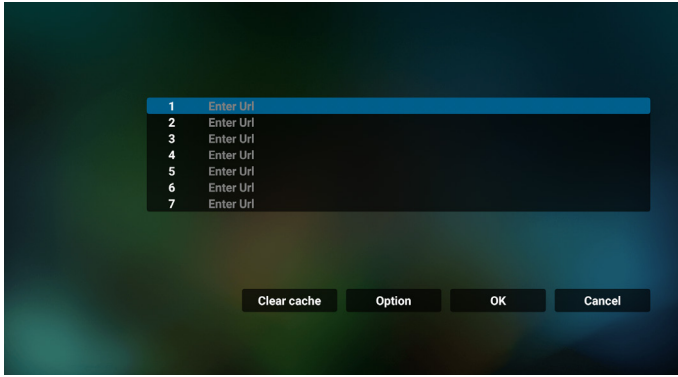 1 Enter Url
2 Enter Url
3 Enter Url
4 Enter Url
5 Enter Url
6 Enter Url
7 Enter Url
Clear cache Option OK Cancel